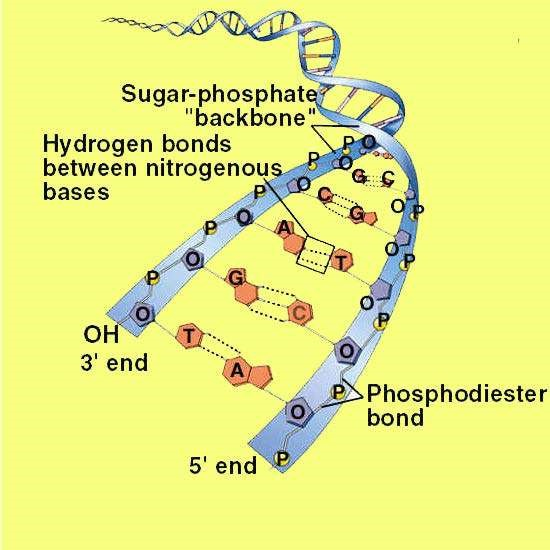 Sugar-phosphate
"backbone"
Hydrogen bonds
between nitrogenous
bases
P O
P O G C
P O C G O P
P O A T O P
P O G C O P
OH O T A O P
3' end
Phosphodiester
bond
5' end P